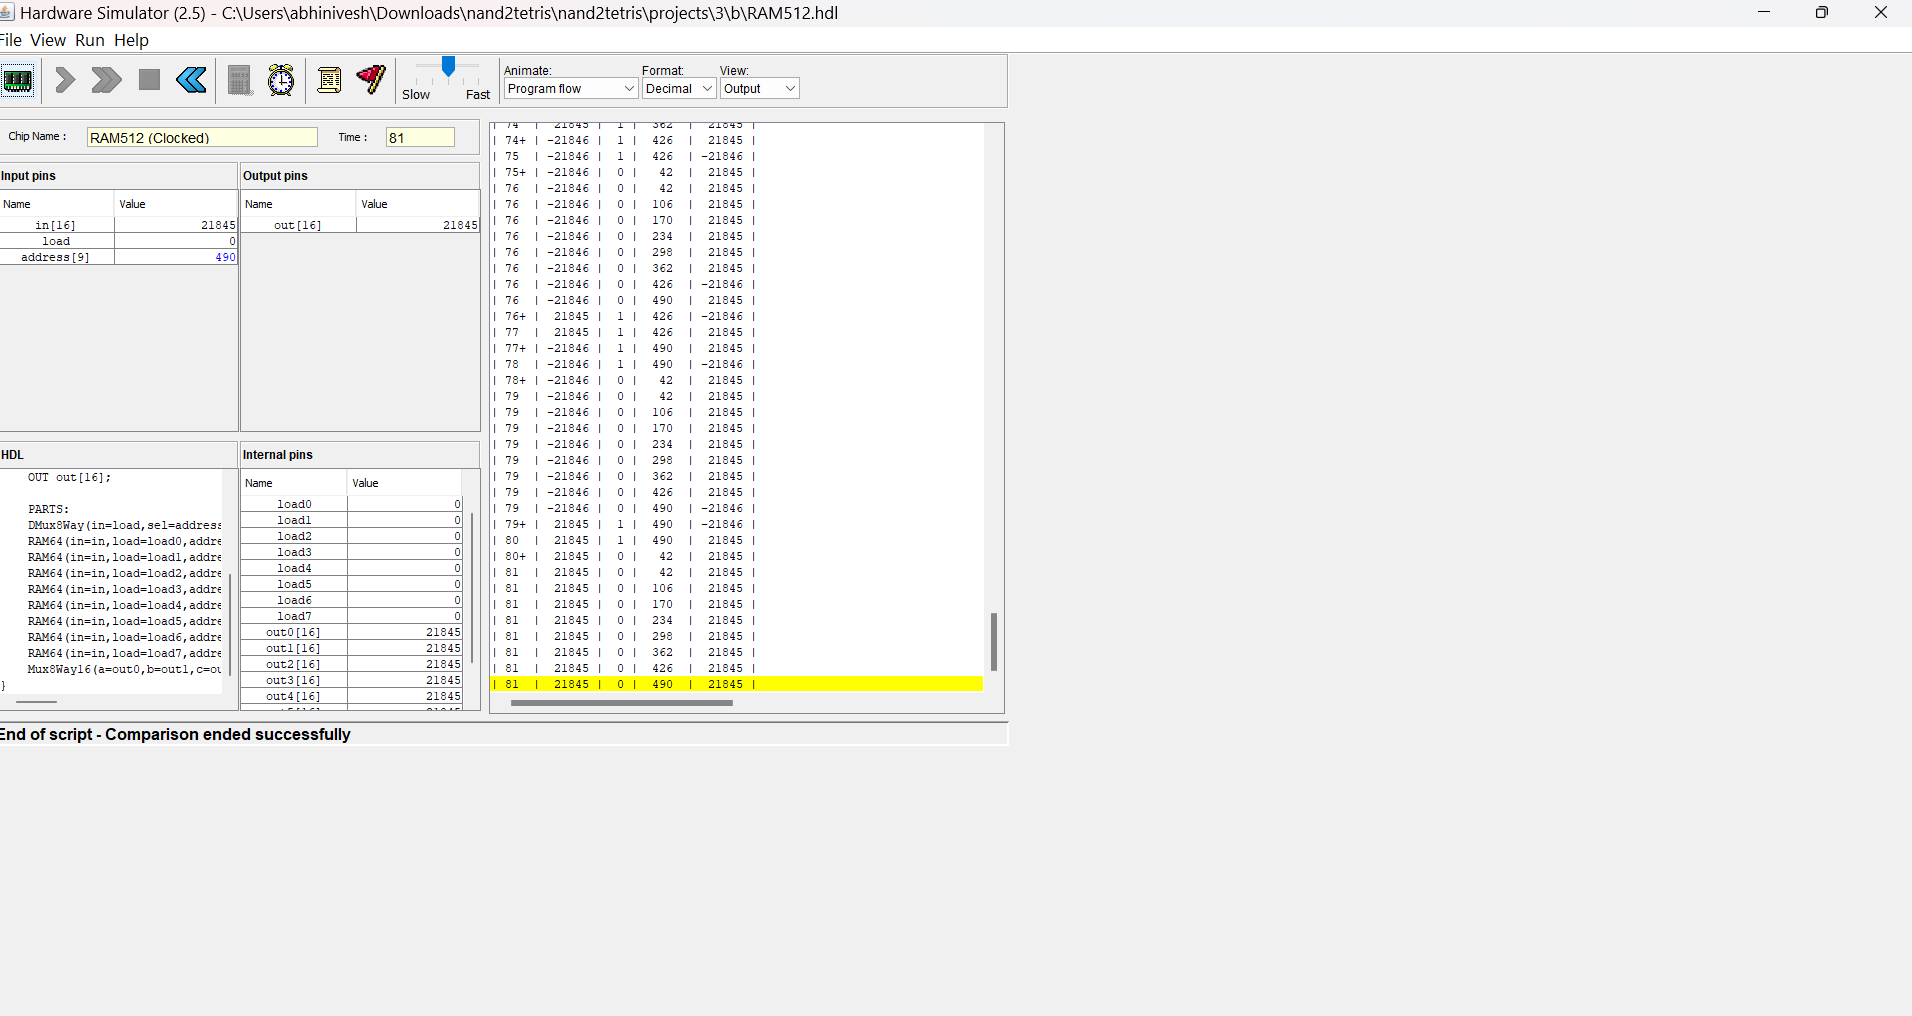 Hardware Simulator (2.5) - C:\Users\abhinivesh\Downloads\nand2tetris\nand2tetris\projects\3\b\RAM512.hdl
File View Run Help
Slow Fast
Animate: Format: View:
Program flow Decimal Output
Chip Name : RAM512 (Clocked) Time : 81
Input pins
Name Value
in[16] 21845
load 0
address[9] 490
Output pins
Name Value
out[16] 21845
HDL
OUT out[16];
PARTS:
DMux8Way(in=load,sel=address
RAM64(in=in,load=load0,addre
RAM64(in=in,load=load1,addre
RAM64(in=in,load=load2,addre
RAM64(in=in,load=load3,addre
RAM64(in=in,load=load4,addre
RAM64(in=in,load=load5,addre
RAM64(in=in,load=load6,addre
RAM64(in=in,load=load7,addre
Mux8Way16(a=out0,b=out1,c=ou
}
Internal pins
Name Value
load0 0
load1 0
load2 0
load3 0
load4 0
load5 0
load6 0
load7 0
out0[16] 21845
out1[16] 21845
out2[16] 21845
out3[16] 21845
out4[16] 21845
| 74 | 21845 | 1 | 362 | 21845 |
| 74+ | -21846 | 1 | 426 | 21845 |
| 75 | -21846 | 1 | 426 | -21846 |
| 75+ | -21846 | 0 | 42 | 21845 |
| 76 | -21846 | 0 | 42 | 21845 |
| 76 | -21846 | 0 | 106 | 21845 |
| 76 | -21846 | 0 | 170 | 21845 |
| 76 | -21846 | 0 | 234 | 21845 |
| 76 | -21846 | 0 | 298 | 21845 |
| 76 | -21846 | 0 | 362 | 21845 |
| 76 | -21846 | 0 | 426 | -21846 |
| 76 | -21846 | 0 | 490 | 21845 |
| 76+ | 21845 | 1 | 426 | -21846 |
| 77 | 21845 | 1 | 426 | 21845 |
| 77+ | -21846 | 1 | 490 | 21845 |
| 78 | -21846 | 1 | 490 | -21846 |
| 78+ | -21846 | 0 | 42 | 21845 |
| 79 | -21846 | 0 | 42 | 21845 |
| 79 | -21846 | 0 | 106 | 21845 |
| 79 | -21846 | 0 | 170 | 21845 |
| 79 | -21846 | 0 | 234 | 21845 |
| 79 | -21846 | 0 | 298 | 21845 |
| 79 | -21846 | 0 | 362 | 21845 |
| 79 | -21846 | 0 | 426 | 21845 |
| 79 | -21846 | 0 | 490 | -21846 |
| 79+ | 21845 | 1 | 490 | -21846 |
| 80 | 21845 | 1 | 490 | 21845 |
| 80+ | 21845 | 0 | 42 | 21845 |
| 81 | 21845 | 0 | 42 | 21845 |
| 81 | 21845 | 0 | 106 | 21845 |
| 81 | 21845 | 0 | 170 | 21845 |
| 81 | 21845 | 0 | 234 | 21845 |
| 81 | 21845 | 0 | 298 | 21845 |
| 81 | 21845 | 0 | 362 | 21845 |
| 81 | 21845 | 0 | 426 | 21845 |
| 81 | 21845 | 0 | 490 | 21845 |
End of script - Comparison ended successfully